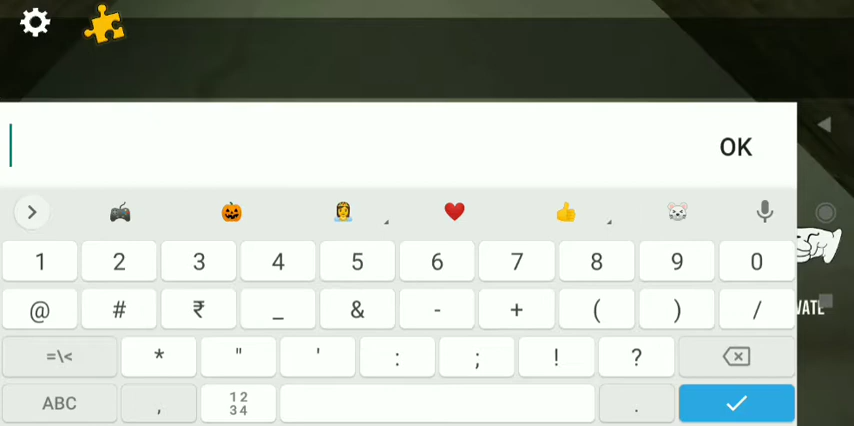 OK
1 2 3 4 5 6 7 8 9 0
@ # ₹ _ & - + ( ) /
VATE
=\< * " ' : ; ! ?
ABC , 12 .
34